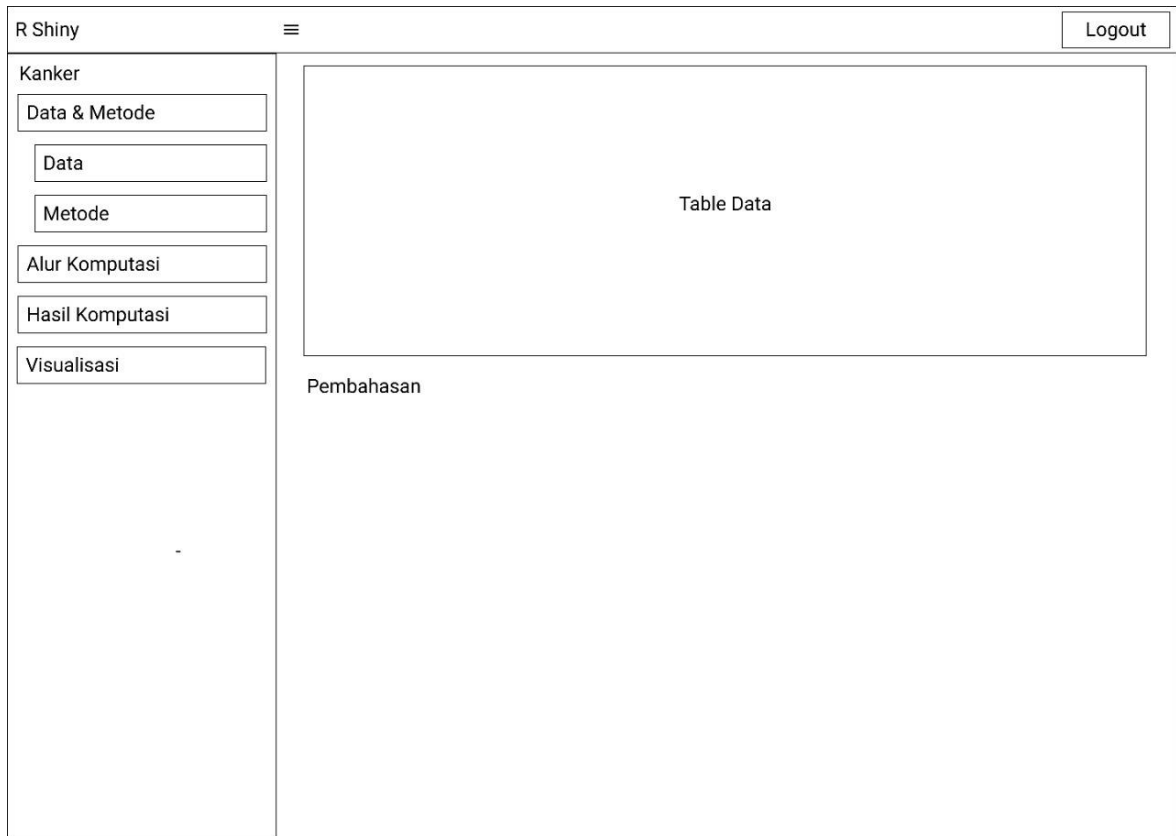 R Shiny
Logout
Kanker
Data & Metode
Data
Metode
Alur Komputasi
Hasil Komputasi
Visualisasi
-
Table Data
Pembahasan